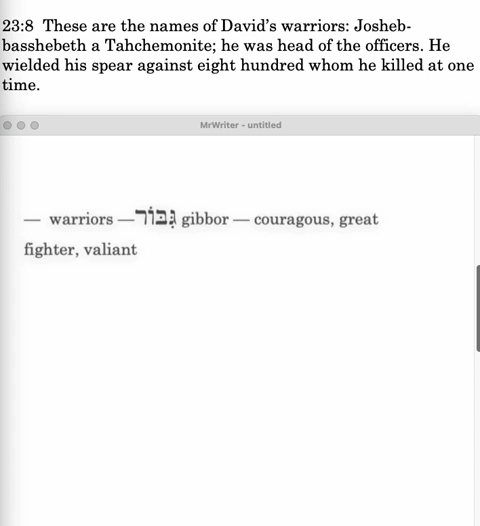 23:8 These are the names of David's warriors: Josheb-
basshebeth a Tahchemonite; he was head of the officers. He
wielded his spear against eight hundred whom he killed at one
time.
MrWriter - untitled
— warriors —גִּבּוֹר gibbor — couragous, great
fighter, valiant